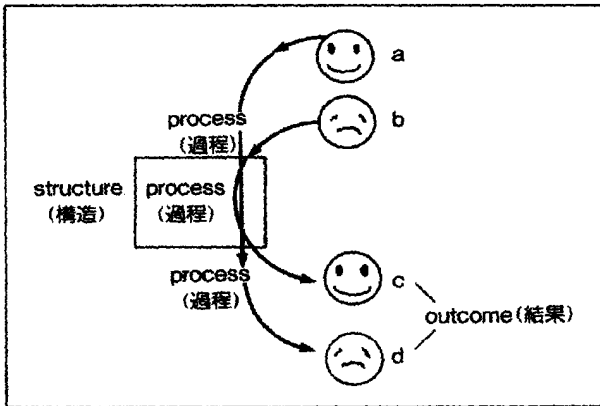 a
b
process
(過程)
structure
(構造)
process
(過程)
process
(過程)
c
d
outcome(結果)